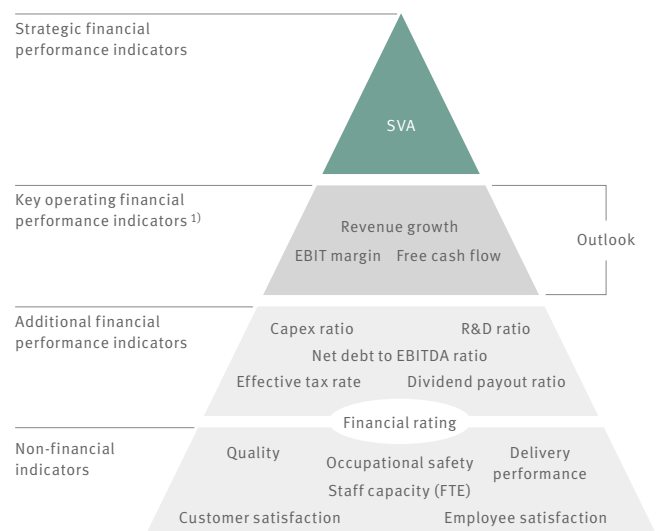 Strategic financial
performance indicators
SVA
Key operating financial
performance indicators 1)
Revenue growth
EBIT margin Free cash flow
Outlook
Additional financial
performance indicators
Capex ratio R&D ratio
Net debt to EBITDA ratio
Effective tax rate Dividend payout ratio
Financial rating
Non-financial
indicators
Quality
Occupational safety
Delivery
performance
Staff capacity (FTE)
Customer satisfaction Employee satisfaction